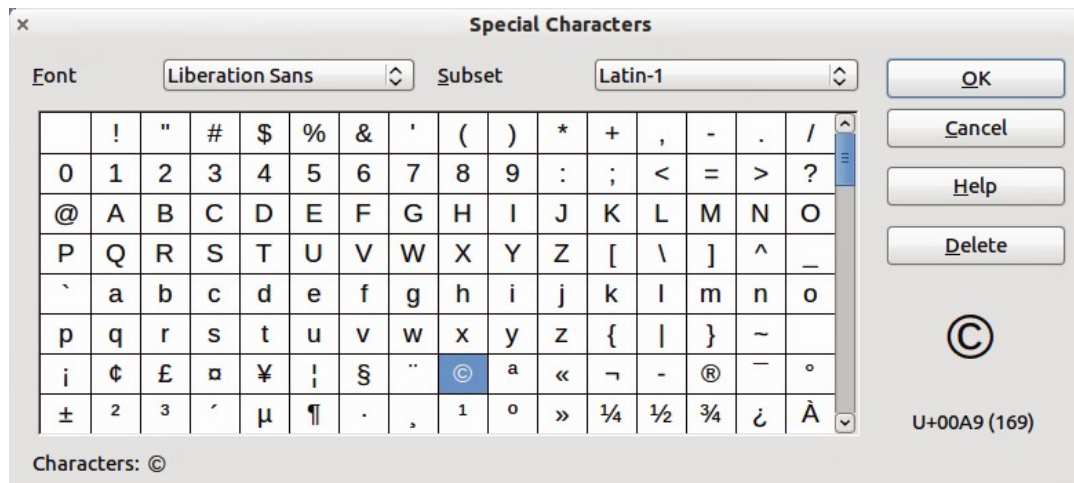 × Special Characters
Font Liberation Sans Subset Latin-1 OK
! " # $ % & ' ( ) * + , - . /
Cancel
0 1 2 3 4 5 6 7 8 9 : ; < = > ?
Help
@ A B C D E F G H I J K L M N O
P Q R S T U V W X Y Z [ \ ] ^ _
Delete
` a b c d e f g h i j k l m n o
p q r s t u v w x y z { | } ~
©
¡ ¢ £ ¤ ¥ ¦ § ¨ © ª « ¬ - ® ¯ °
± ² ³ ´ µ ¶ · ¸ ¹ º » ¼ ½ ¾ ¿ À
U+00A9 (169)
Characters: ©